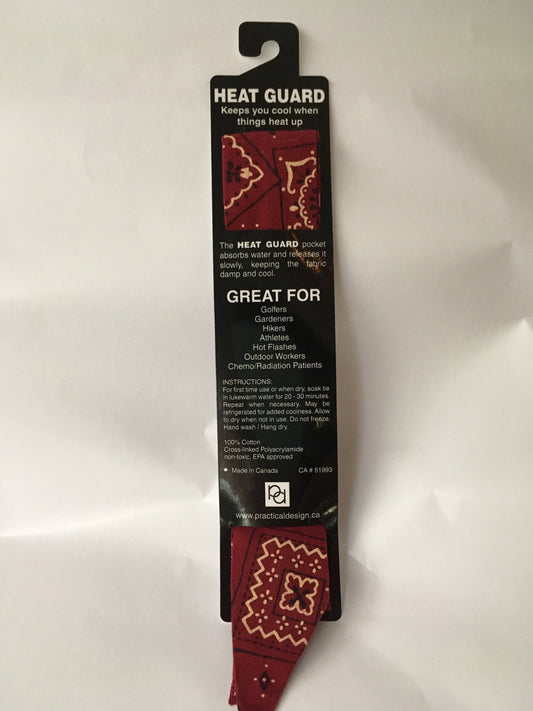 HEAT GUARD
Keeps you cool when
things heat up
The HEAT GUARD pocket
absorbs water and releases it
slowly, keeping the fabric
damp and cool.
GREAT FOR
Golfers
Gardeners
Hikers
Athletes
Hot Flashes
Outdoor Workers
Chemo/Radiation Patients
INSTRUCTIONS:
For first time use or when dry, soak tie
in lukewarm water for 20 - 30 minutes.
Repeat when necessary. May be
refrigerated for added coolness. Allow
to dry when not in use. Do not freeze.
Hand wash / Hang dry.
100% Cotton
Cross-linked Polyacrylamide
non-toxic, EPA approved
Made in Canada CA # 51993
pd
www.practicaldesign.ca